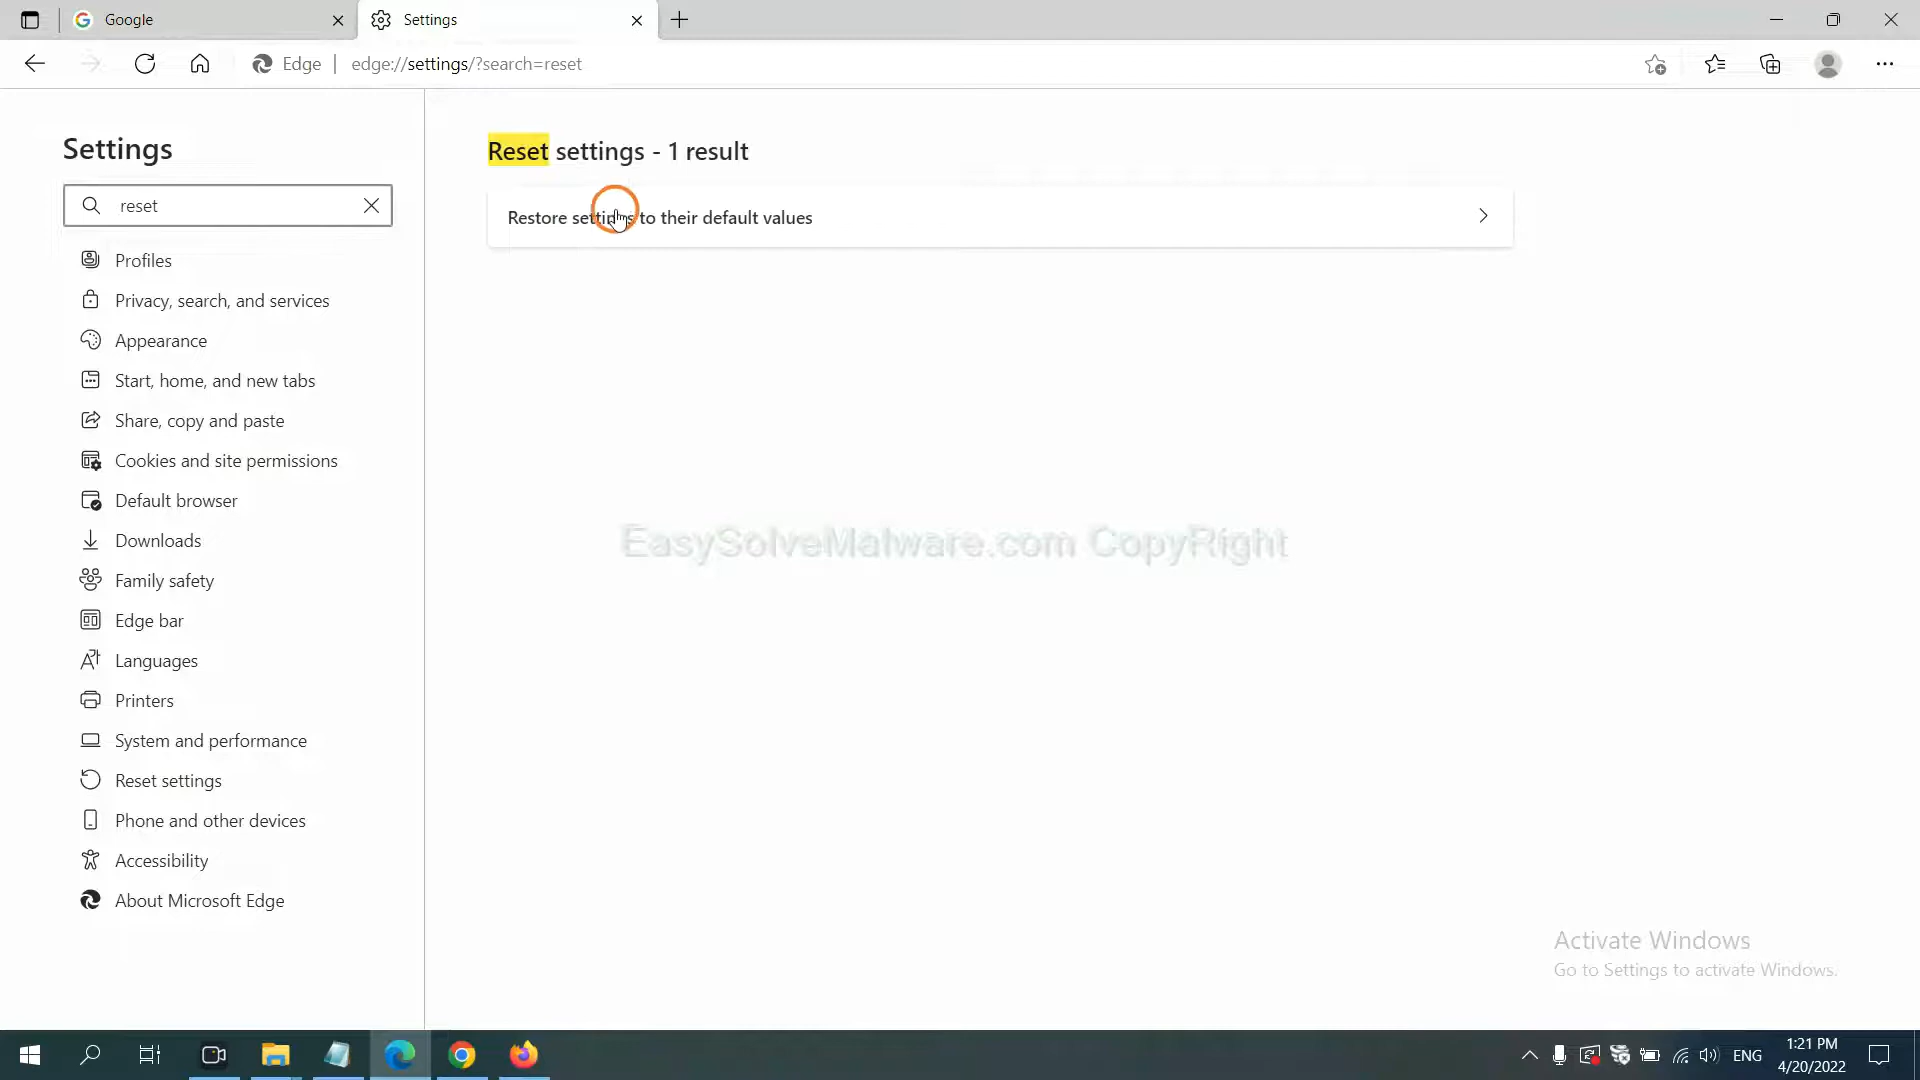 Google
Settings
Edge
edge://settings/?search=reset
Settings
reset
Profiles
Privacy, search, and services
Appearance
Start, home, and new tabs
Share, copy and paste
Cookies and site permissions
Default browser
Downloads
Family safety
Edge bar
Languages
Printers
System and performance
Reset settings
Phone and other devices
Accessibility
About Microsoft Edge
Reset settings - 1 result
Restore settings to their default values
EasySolveMalware.com CopyRight
Activate Windows
Go to Settings to activate Windows.
ENG
1:21 PM
4/20/2022